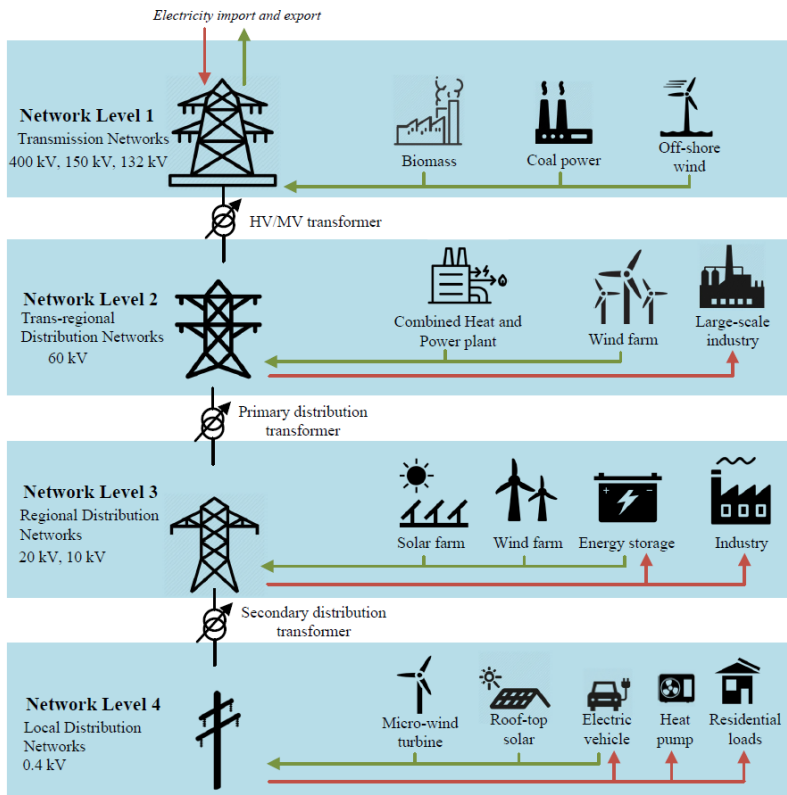 Electricity import and export
Network Level 1
Transmission Networks
400 kV, 150 kV, 132 kV
Biomass
Coal power
Off-shore
wind
HV/MV transformer
Network Level 2
Trans-regional
Distribution Networks
60 kV
Combined Heat and
Power plant
Wind farm
Large-scale
industry
Primary distribution
transformer
Network Level 3
Regional Distribution
Networks
20 kV, 10 kV
Solar farm
Wind farm
Energy storage
Industry
Secondary distribution
transformer
Network Level 4
Local Distribution
Networks
0.4 kV
Micro-wind
turbine
Roof-top
solar
Electric
vehicle
Heat
pump
Residential
loads